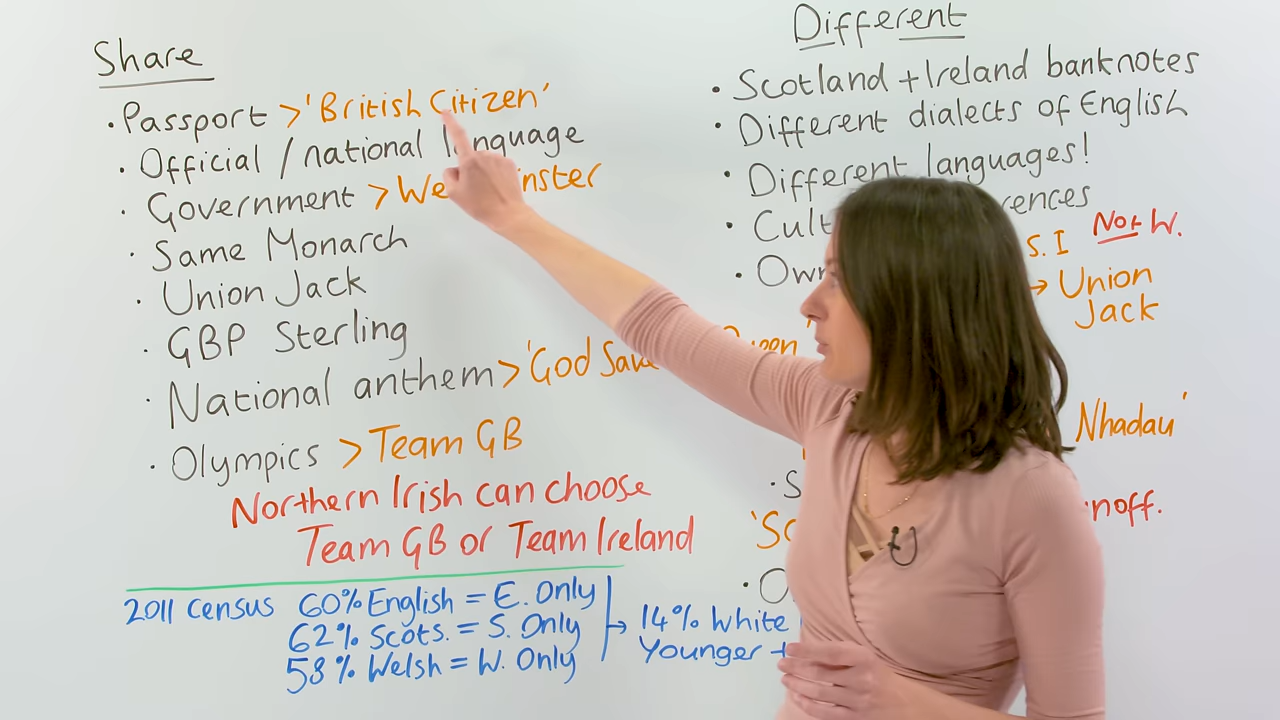 Share
• Passport > 'British Citizen'
• Official / national language
• Government > We inster
• Same Monarch
• Union Jack
• GBP Sterling
• National anthem > 'God Save Queen'
• Olympics > Team GB
Northern Irish can choose
Team GB or Team Ireland
2011 census 60% English = E. Only
62% Scots. = S. Only
58% Welsh = W. Only
→ 14% White
Younger +
Different
• Scotland + Ireland banknotes
• Different dialects of English
• Different languages!
• Cult rences
S. I Not W.
• Own
→ Union
Jack
Nhadau'
• S
noff.
'Sc
• O